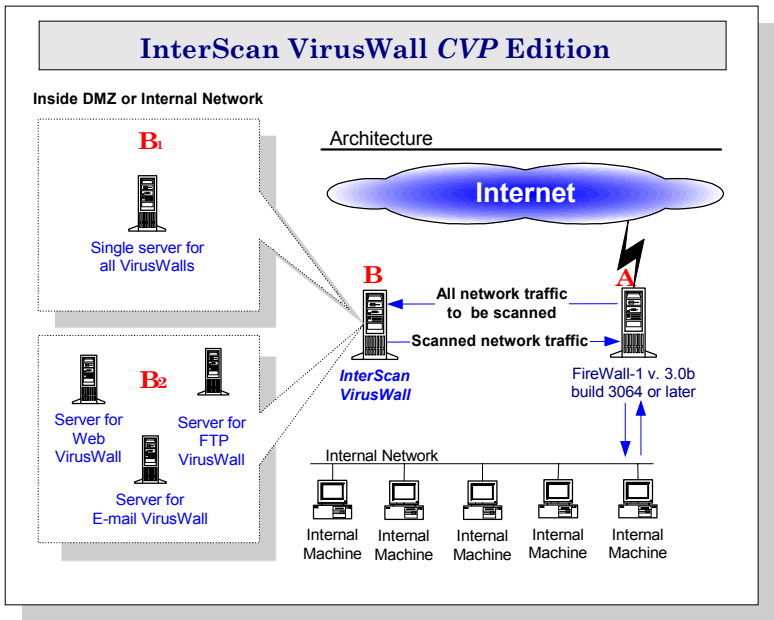 InterScan VirusWall CVP Edition
Inside DMZ or Internal Network
B1
Single server for
all VirusWalls
B2
Server for
Web
VirusWall
Server for
FTP
VirusWall
Server for
E-mail VirusWall
Architecture
Internet
B
A
All network traffic
to be scanned
Scanned network traffic
InterScan
VirusWall
FireWall-1 v. 3.0b
build 3064 or later
Internal Network
Internal
Machine
Internal
Machine
Internal
Machine
Internal
Machine
Internal
Machine